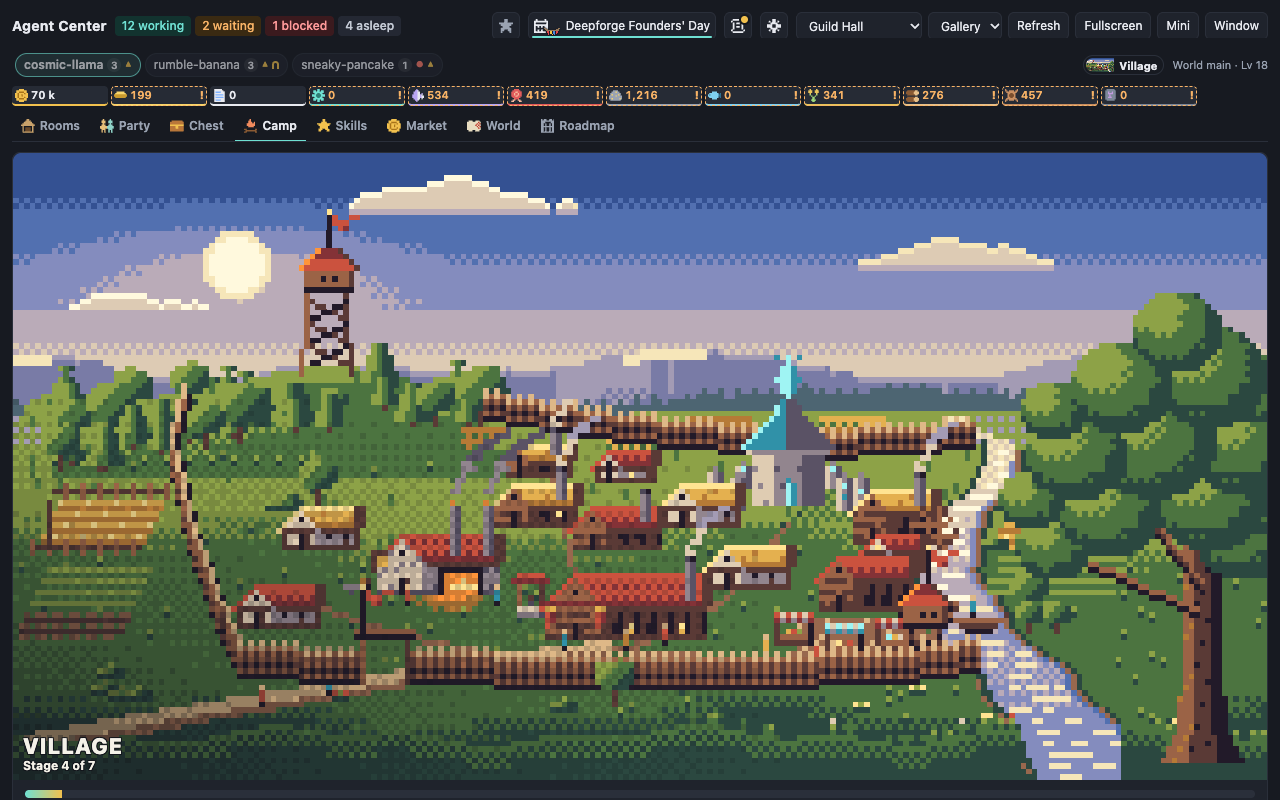 Agent Center 12 working 2 waiting 1 blocked 4 asleep Deepforge Founders' Day Guild Hall Gallery Refresh Fullscreen Mini Window
cosmic-llama 3 rumble-banana 3 sneaky-pancake 1 Village World main · Lv 18
70 k 199 ! 0 0 ! 534 ! 419 ! 1,216 ! 0 ! 341 ! 276 ! 457 ! 0 !
Rooms Party Chest Camp Skills Market World Roadmap
VILLAGE
Stage 4 of 7